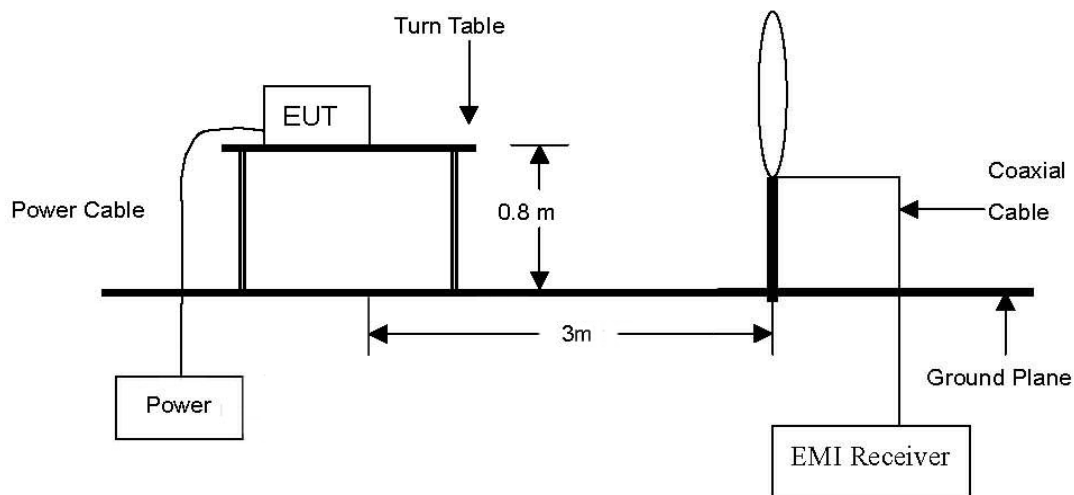 Turn Table
EUT
Coaxial
Cable
0.8 m
Power Cable
3m
Ground Plane
Power
EMI Receiver